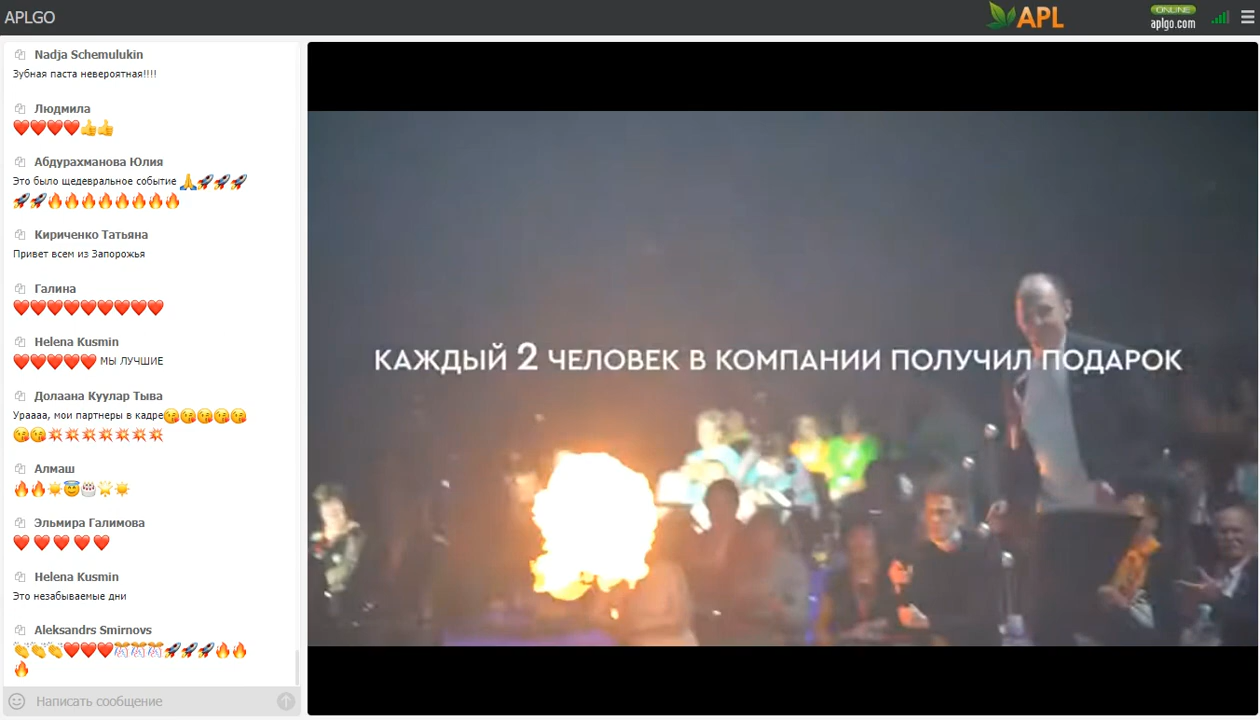 APLGO
APL
ONLINE
aplgo.com
Nadja Schemulukin
Зубная паста невероятная!!!!
Людмила
❤️❤️❤️❤️👍👍
Абдурахманова Юлия
Это было щедевральное событие 🙏🚀🚀🚀
🚀🚀🔥🔥🔥🔥🔥🔥🔥🔥
Кириченко Татьяна
Привет всем из Запорожья
Галина
❤️❤️❤️❤️❤️❤️❤️❤️❤️
Helena Kusmin
❤️❤️❤️❤️❤️ МЫ ЛУЧШИЕ
Долаана Куулар Тыва
Ураааа, мои партнеры в кадре😘😘😘😘😘
😘😘💥💥💥💥💥💥💥
Алмаш
🔥🔥☀️😇🎂🌟☀️
Эльмира Галимова
❤️ ❤️ ❤️ ❤️ ❤️
Helena Kusmin
Это незабываемые дни
Aleksandrs Smirnovs
👏👏👏❤️❤️❤️🎊🎊🎊🚀🚀🚀🔥🔥
🔥
Написать сообщение
КАЖДЫЙ 2 ЧЕЛОВЕК В КОМПАНИИ ПОЛУЧИЛ ПОДАРОК